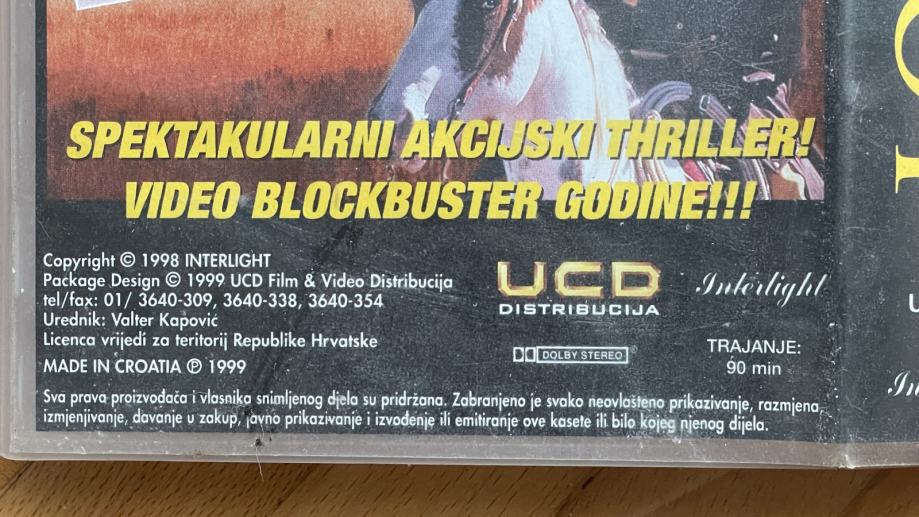 SPEKTAKULARNI AKCIJSKI THRILLER!
VIDEO BLOCKBUSTER GODINE!!!
Copyright © 1998 INTERLIGHT
Package Design © 1999 UCD Film & Video Distribucija
tel/fax: 01/ 3640-309, 3640-338, 3640-354
Urednik: Valter Kapović
Licenca vrijedi za teritorij Republike Hrvatske
MADE IN CROATIA ℗ 1999
UCD
DISTRIBUCIJA
Interlight
DOLBY STEREO
TRAJANJE:
90 min
Sva prava proizvođača i vlasnika snimljenog djela su pridržana. Zabranjeno je svako neovlašteno prikazivanje, razmjena,
izmjenjivanje, davanje u zakup, javno prikazivanje i izvođenje ili emitiranje ove kasete ili bilo kojeg njenog dijela.